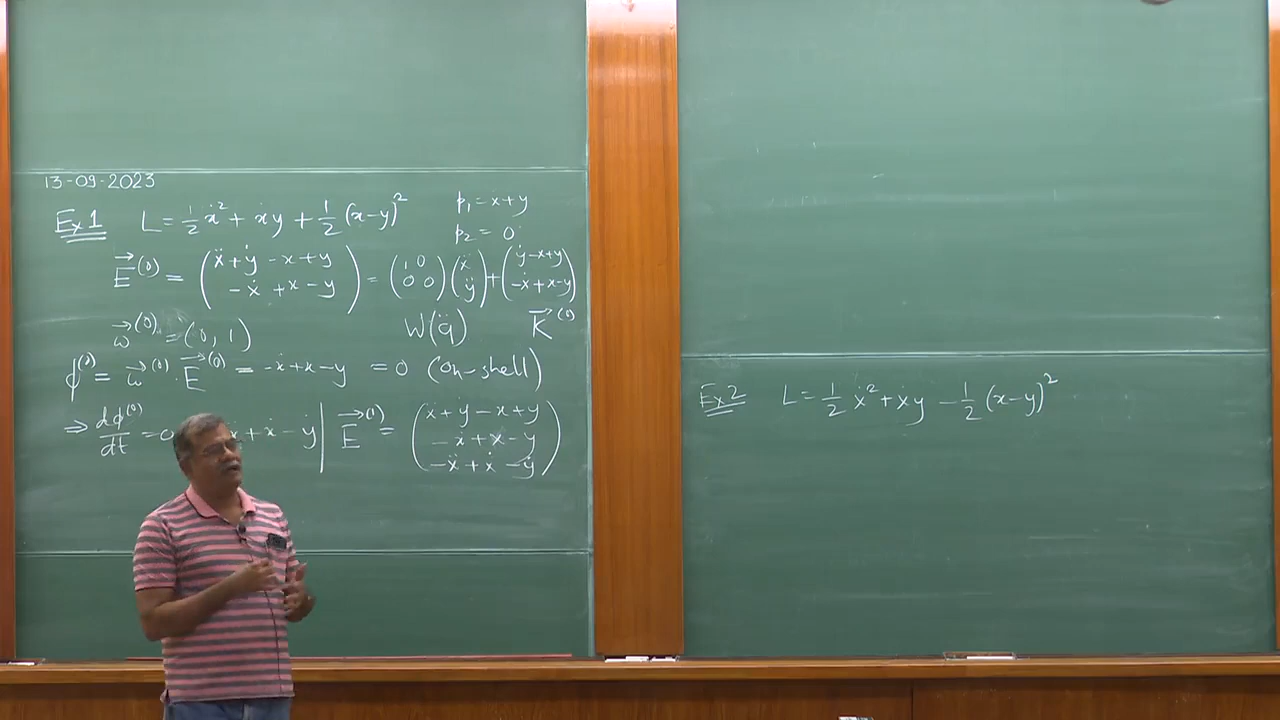 13-09-2023
Ex 1 L = ½ ẋ² + ẋy + ½ (x-y)²
p₁ = ẋ+y
p₂ = 0
E⃗⁽⁰⁾ = ( ẍ + ẏ - x + y ; -ẋ + x - y ) = ( 1 0 ; 0 0 ) ( ẍ ; ÿ ) + ( ẏ - x + y ; -ẋ + x - y )
w⃗⁽⁰⁾ = (0, 1) W(q̈) K⃗⁽⁰⁾
φ⁽⁰⁾ = w⃗⁽⁰⁾ . E⃗⁽⁰⁾ = -ẋ + x - y = 0 (on-shell)
⇒ dφ⁽⁰⁾/dt = 0 ẍ + ẋ - ẏ | E⃗⁽¹⁾ = ( ẍ + ẏ - x + y ; -ẋ + x - y ; -ẍ + ẋ - ẏ )
Ex 2 L = ½ ẋ² + ẋy - ½ (x-y)²